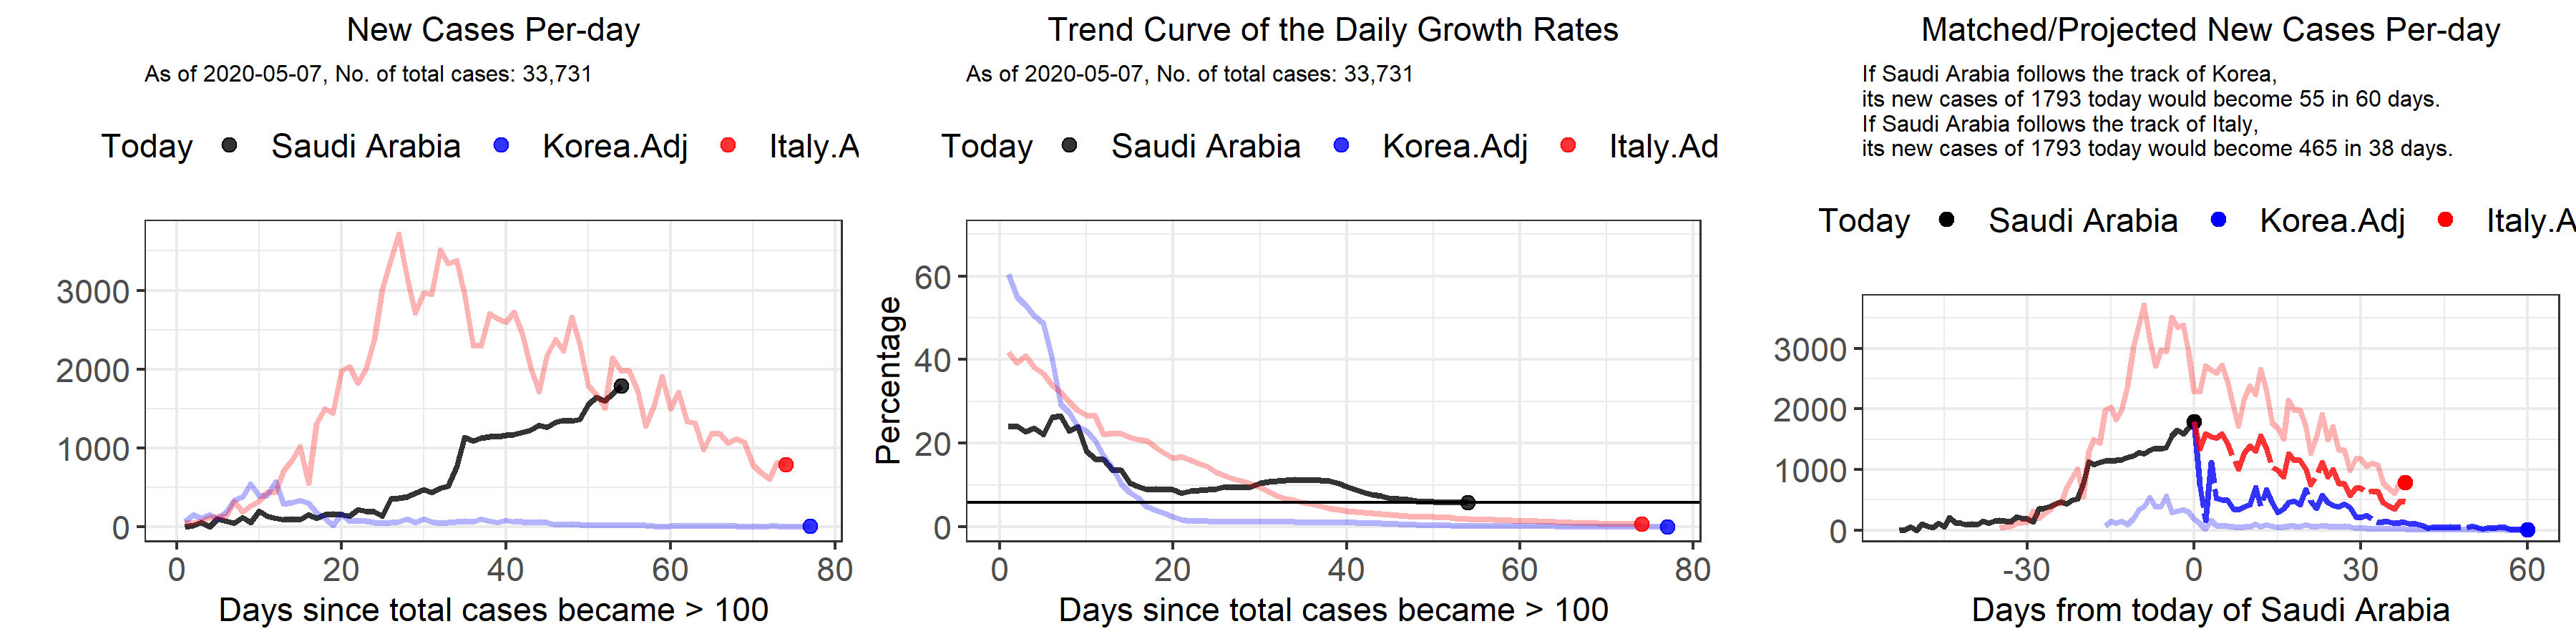 New Cases Per-day
As of 2020-05-07, No. of total cases: 33,731
Today Saudi Arabia Korea.Adj Italy.A
3000
2000
1000
0
0 20 40 60 80
Days since total cases became > 100
Trend Curve of the Daily Growth Rates
As of 2020-05-07, No. of total cases: 33,731
Today Saudi Arabia Korea.Adj Italy.Ad
Percentage
60
40
20
0
0 20 40 60 80
Days since total cases became > 100
Matched/Projected New Cases Per-day
If Saudi Arabia follows the track of Korea,
its new cases of 1793 today would become 55 in 60 days.
If Saudi Arabia follows the track of Italy,
its new cases of 1793 today would become 465 in 38 days.
Today Saudi Arabia Korea.Adj Italy.A
3000
2000
1000
0
-30 0 30 60
Days from today of Saudi Arabia